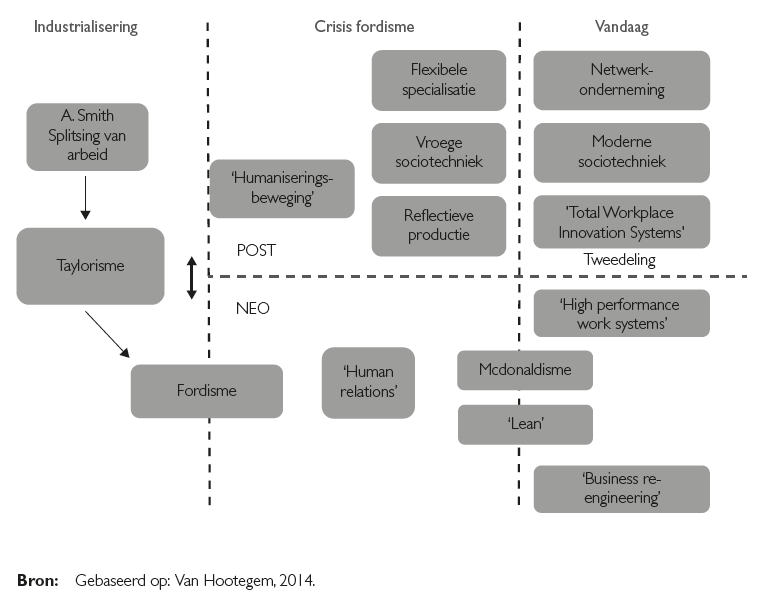 Industrialisering
Crisis fordisme
Vandaag
A. Smith
Splitsing van
arbeid
Taylorisme
Fordisme
'Humaniserings-
beweging'
Flexibele
specialisatie
Vroege
sociotechniek
Reflectieve
productie
POST
NEO
'Human
relations'
Netwerk-
onderneming
Moderne
sociotechniek
'Total Workplace
Innovation Systems'
Tweedeling
'High performance
work systems'
Mcdonaldisme
'Lean'
'Business re-
engineering'
Bron: Gebaseerd op: Van Hootegem, 2014.